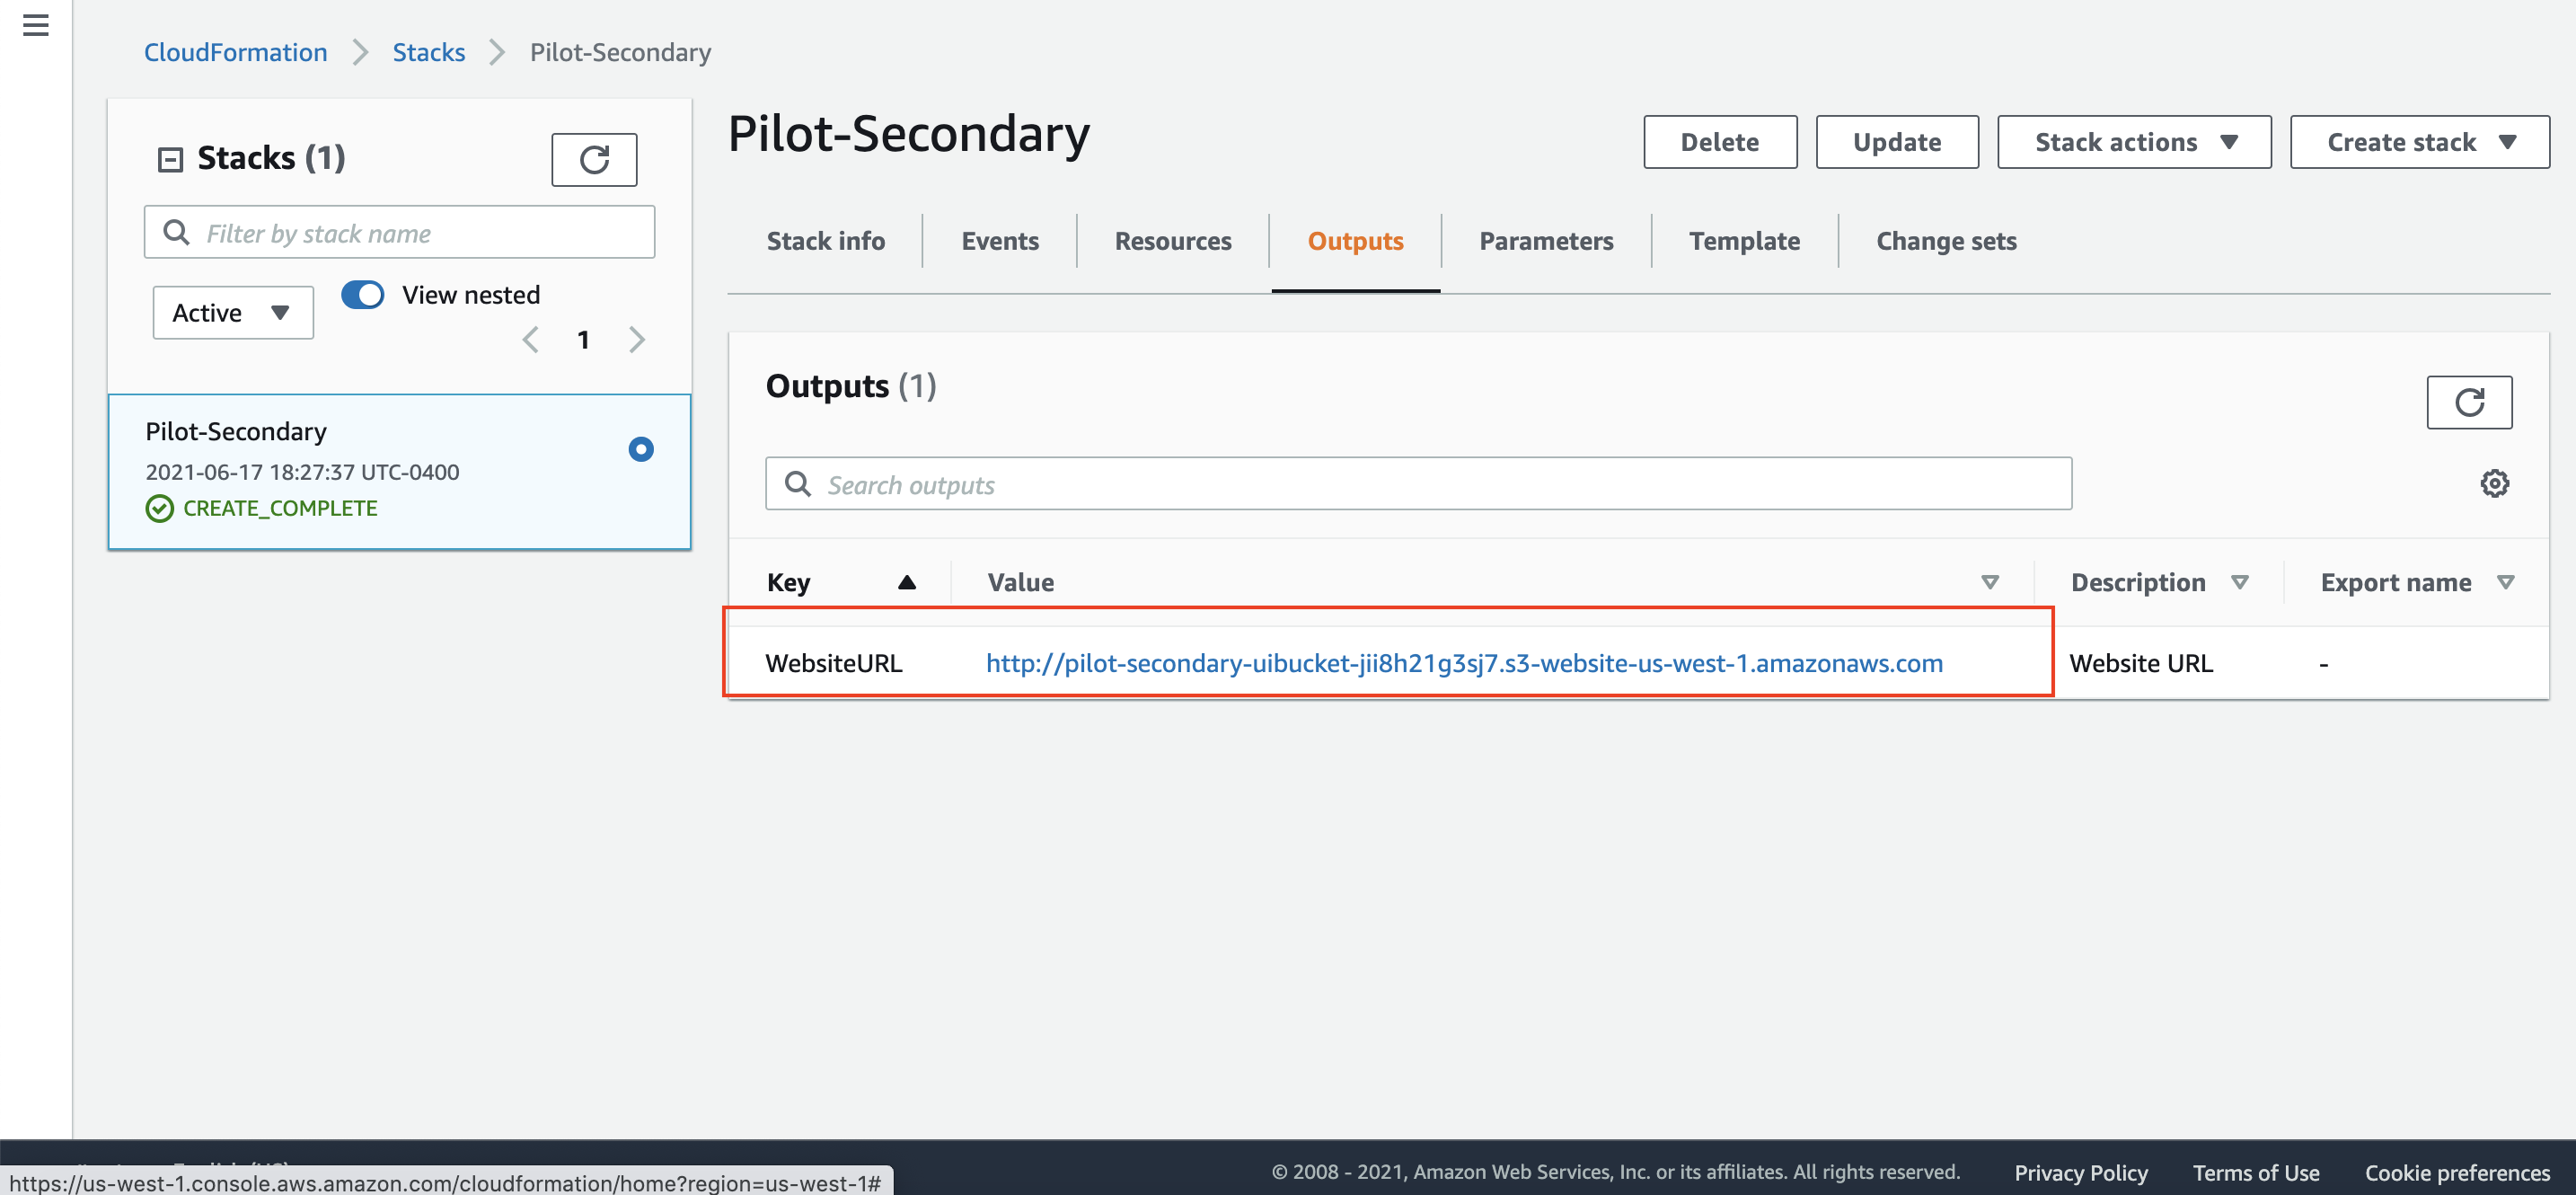 CloudFormation > Stacks > Pilot-Secondary
Stacks (1)
Filter by stack name
Active
View nested
1
Pilot-Secondary
2021-06-17 18:27:37 UTC-0400
CREATE_COMPLETE
Pilot-Secondary
Delete
Update
Stack actions
Create stack
Stack info
Events
Resources
Outputs
Parameters
Template
Change sets
Outputs (1)
Search outputs
Key Value Description Export name
WebsiteURL http://pilot-secondary-uibucket-jii8h21g3sj7.s3-website-us-west-1.amazonaws.com Website URL -
© 2008 - 2021, Amazon Web Services, Inc. or its affiliates. All rights reserved. Privacy Policy Terms of Use Cookie preferences
https://us-west-1.console.aws.amazon.com/cloudformation/home?region=us-west-1#